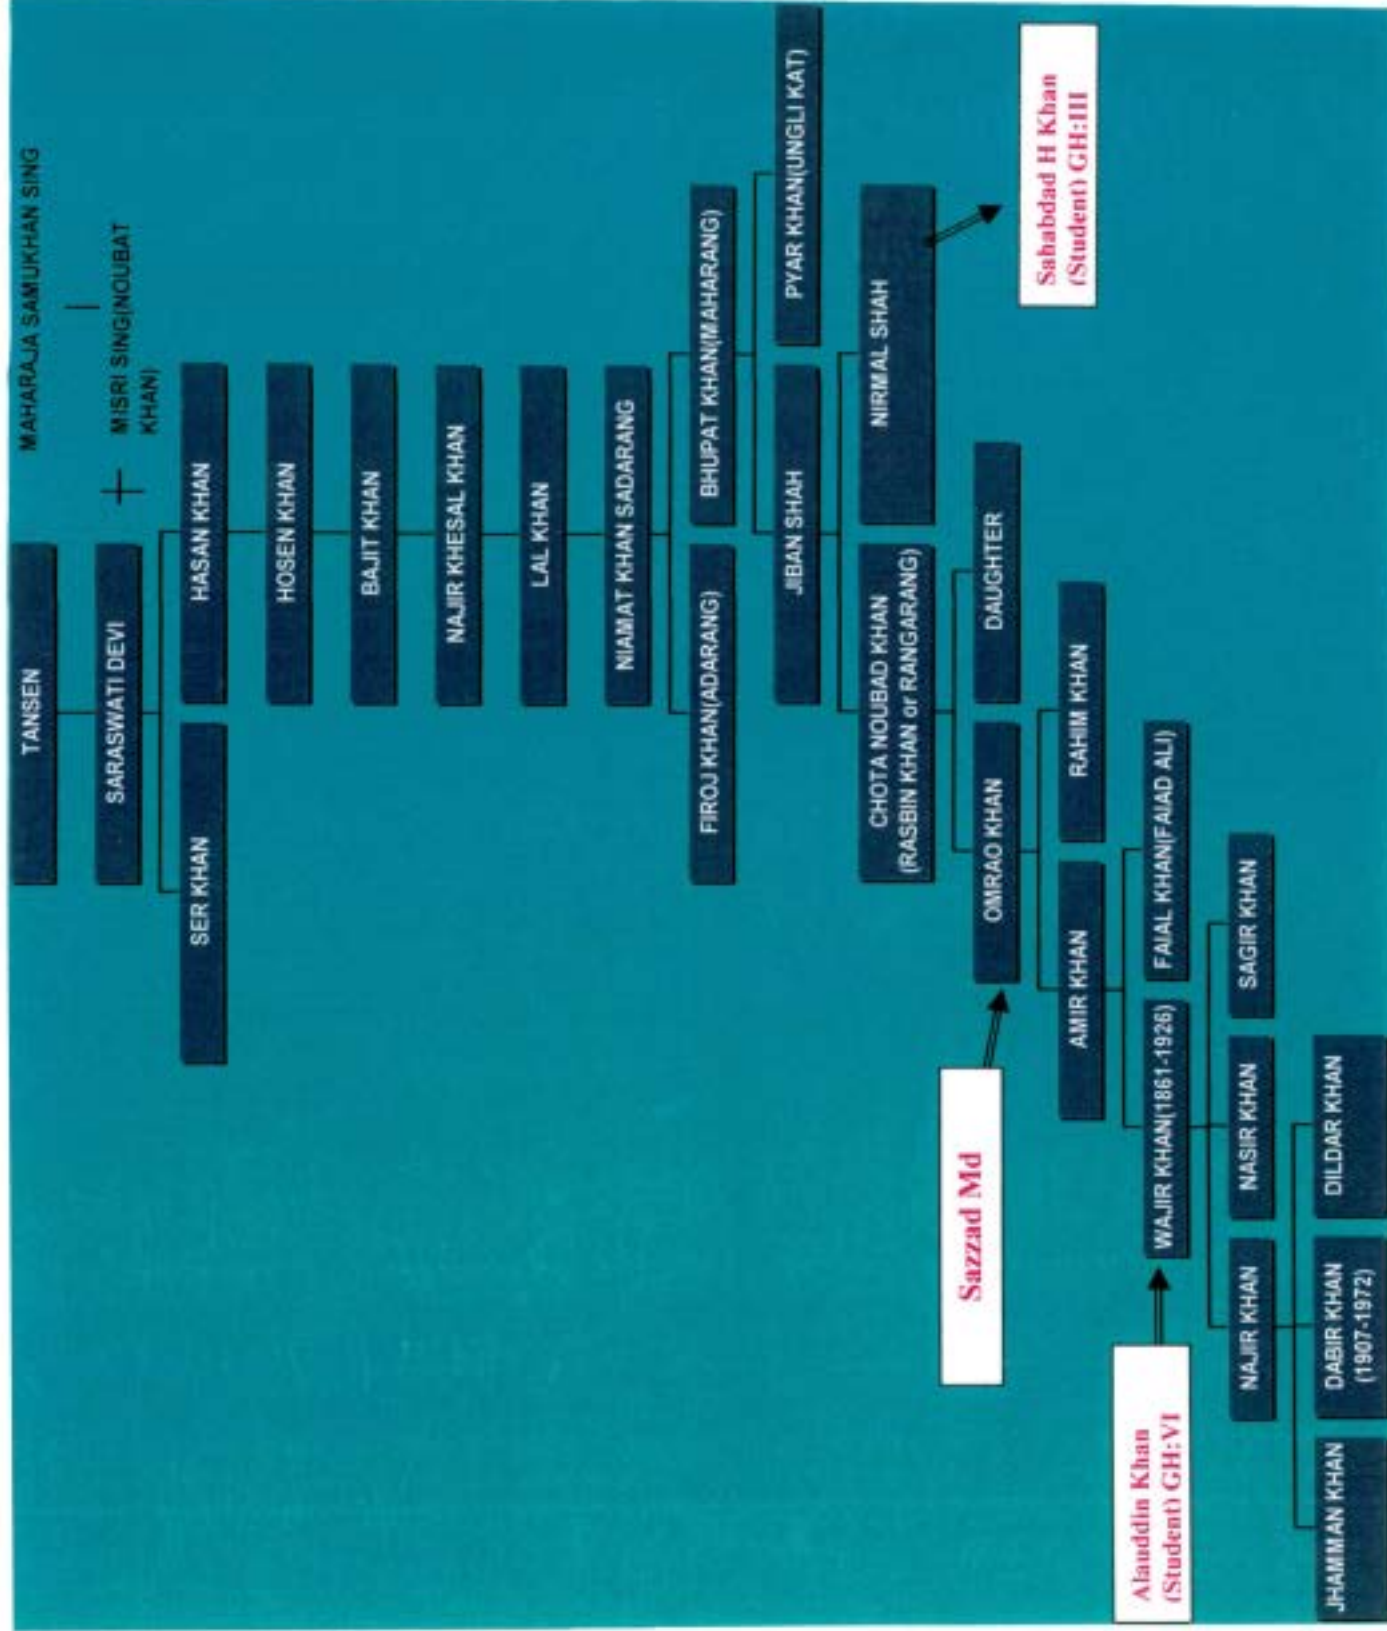 TANSEN
MAHARAJA SAMUKHAN SING
SARASWATI DEVI
MISRI SING(NOUBAT
KHAN)
SER KHAN
HASAN KHAN
HOSEN KHAN
BAJIT KHAN
NAJIR KHESAL KHAN
LAL KHAN
NIAMAT KHAN SADARANG
FIROJ KHAN(ADARANG)
BHUPAT KHAN(MAHARANG)
JIBAN SHAH
PYAR KHAN(UNGLI KAT)
CHOTA NOUBAD KHAN
(RASBIN KHAN or RANGARANG)
NIRMAL SHAH
Sazzad Md
OMRAO KHAN
DAUGHTER
Sahabdad H Khan
(Student) GH:III
AMIR KHAN
RAHIM KHAN
Alauddin Khan
(Student) GH:VI
WAJIR KHAN(1861-1926)
FAIAL KHAN(FAIAD ALI)
NAJIR KHAN
NASIR KHAN
SAGIR KHAN
JHAMMAN KHAN
DABIR KHAN
(1907-1972)
DILDAR KHAN